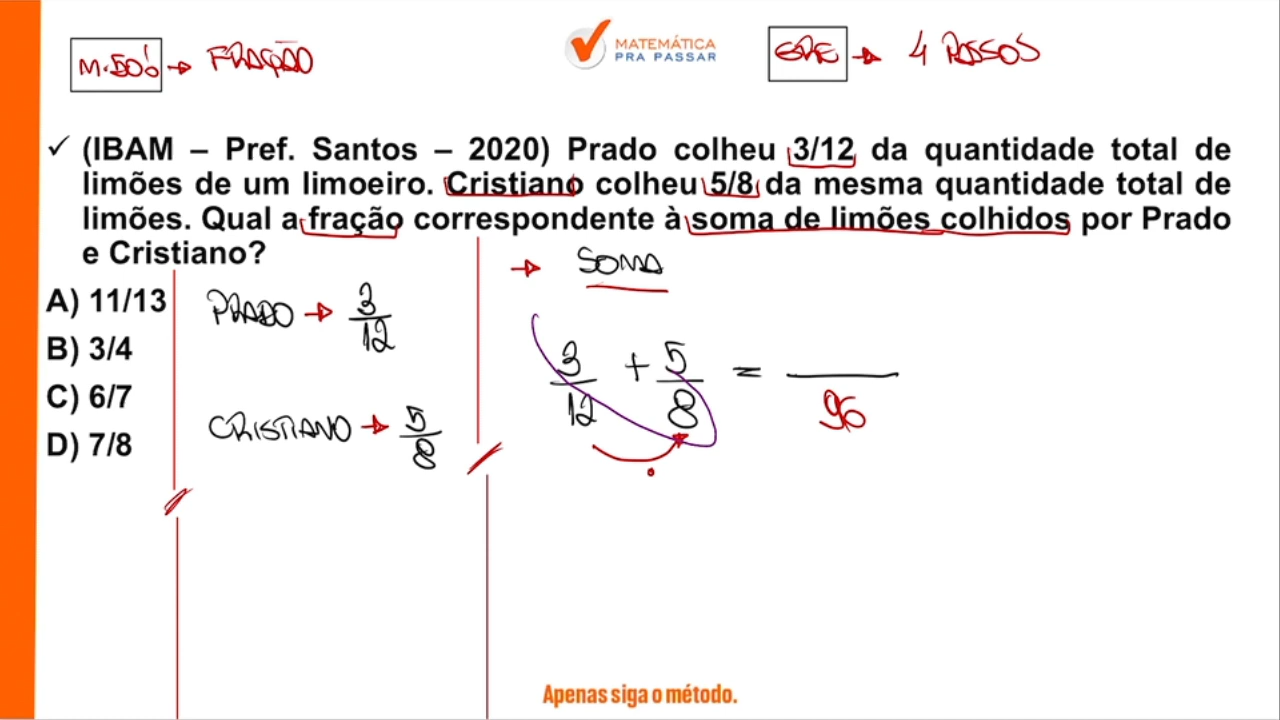 M.500 → FRAÇÃO
MATEMÁTICA
PRA PASSAR
→ 4 PASSOS
✓ (IBAM – Pref. Santos – 2020) Prado colheu 3/12 da quantidade total de
limões de um limoeiro. Cristiano colheu 5/8 da mesma quantidade total de
limões. Qual a fração correspondente à soma de limões colhidos por Prado
e Cristiano?
→ SOMA
A) 11/13
B) 3/4
C) 6/7
D) 7/8
PRADO → 3/12
CRISTIANO → 5/8
3/12 + 5/8 = /96
Apenas siga o método.